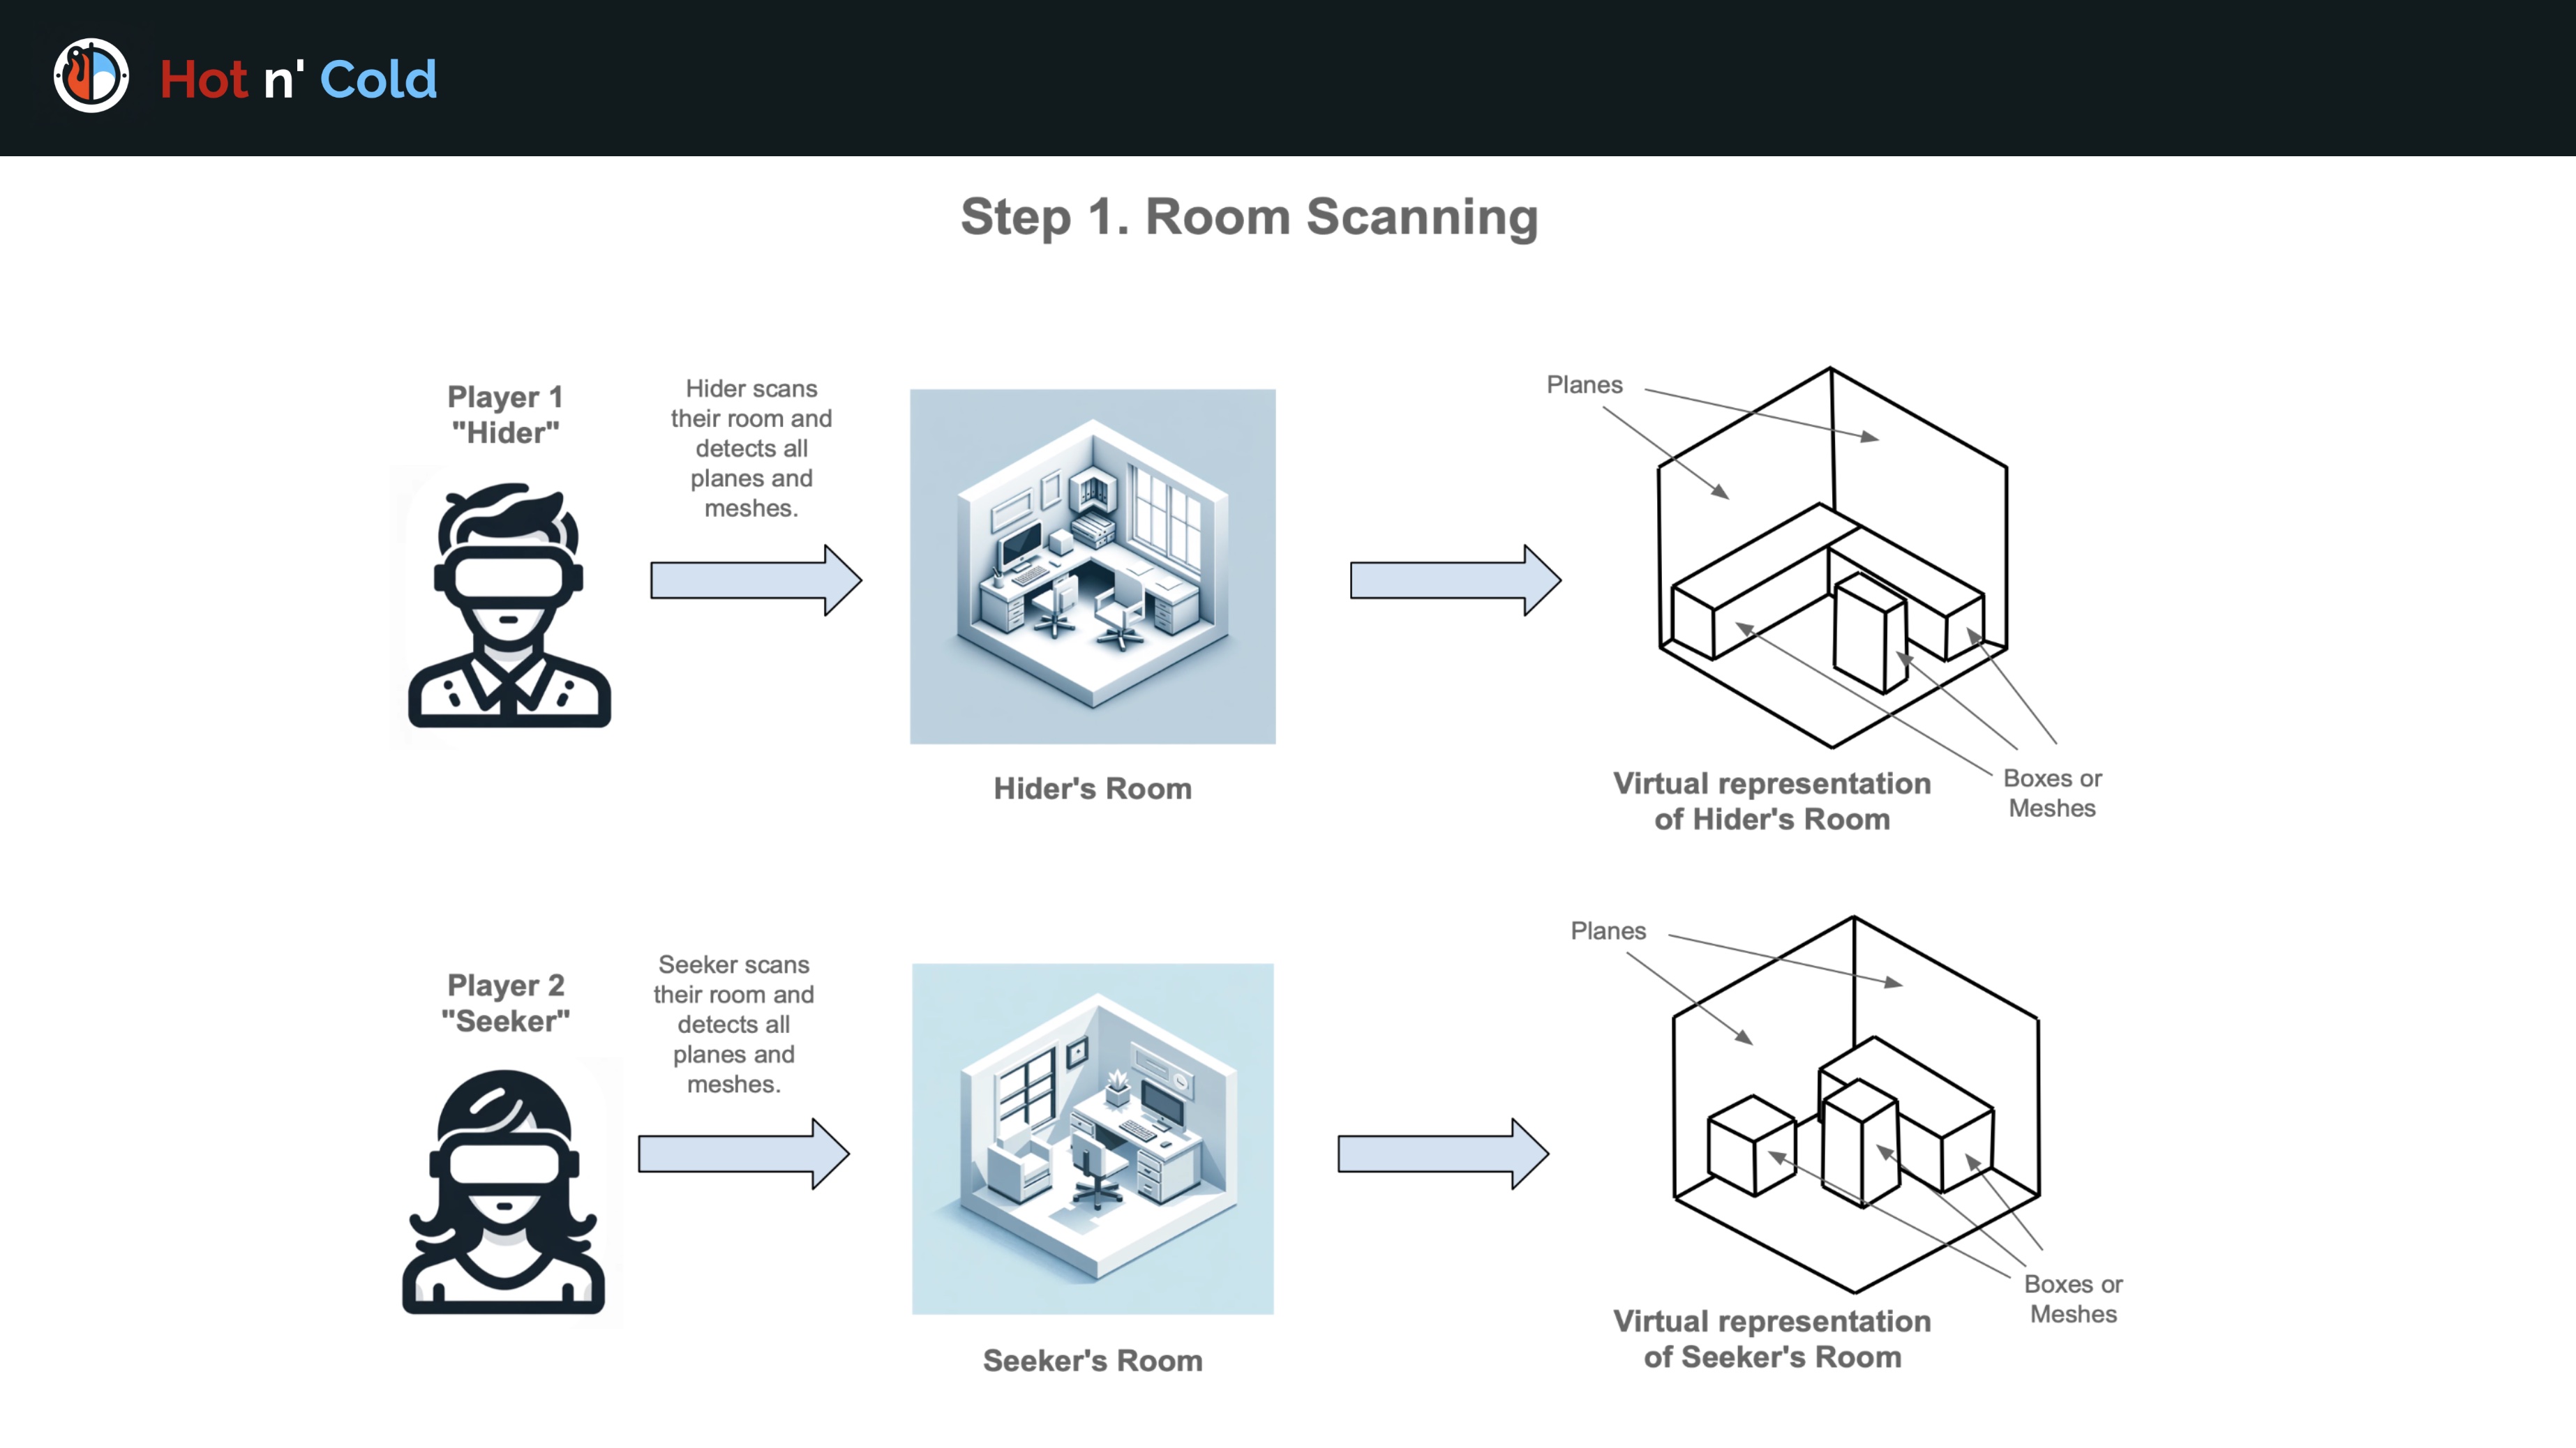 Hot n' Cold
Step 1. Room Scanning
Player 1
"Hider"
Hider scans
their room and
detects all
planes and
meshes.
Hider's Room
Planes
Virtual representation
of Hider's Room
Boxes or
Meshes
Player 2
"Seeker"
Seeker scans
their room and
detects all
planes and
meshes.
Seeker's Room
Planes
Virtual representation
of Seeker's Room
Boxes or
Meshes